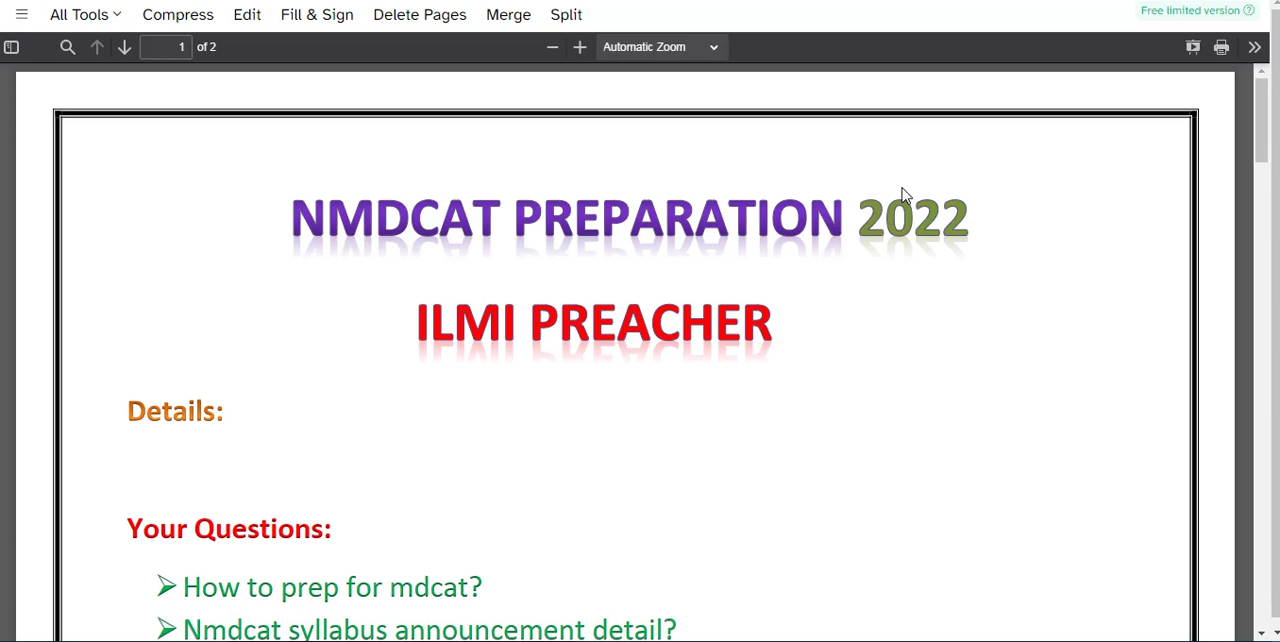 All Tools Compress Edit Fill & Sign Delete Pages Merge Split Free limited version
1 of 2 Automatic Zoom
NMDCAT PREPARATION 2022
ILMI PREACHER
Details:
Your Questions:
How to prep for mdcat?
Nmdcat syllabus announcement detail?